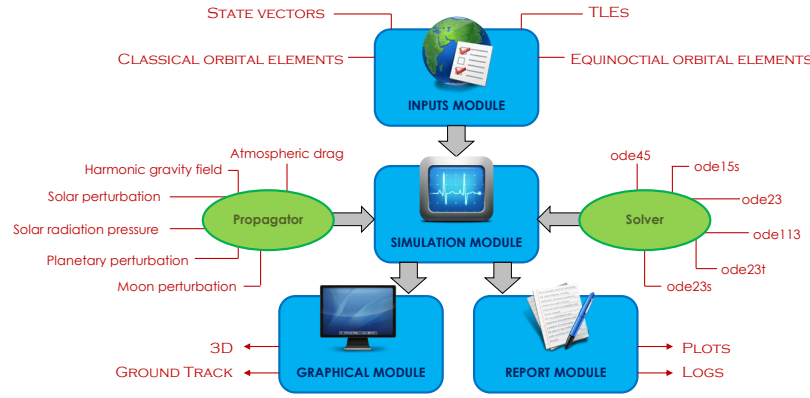 STATE VECTORS
TLES
CLASSICAL ORBITAL ELEMENTS
EQUINOCTIAL ORBITAL ELEMENTS
INPUTS MODULE
Atmospheric drag
Harmonic gravity field
Solar perturbation
Solar radiation pressure
Planetary perturbation
Moon perturbation
Propagator
SIMULATION MODULE
Solver
ode45
ode15s
ode23
ode113
ode23t
ode23s
3D
GROUND TRACK
GRAPHICAL MODULE
REPORT MODULE
PLOTS
LOGS